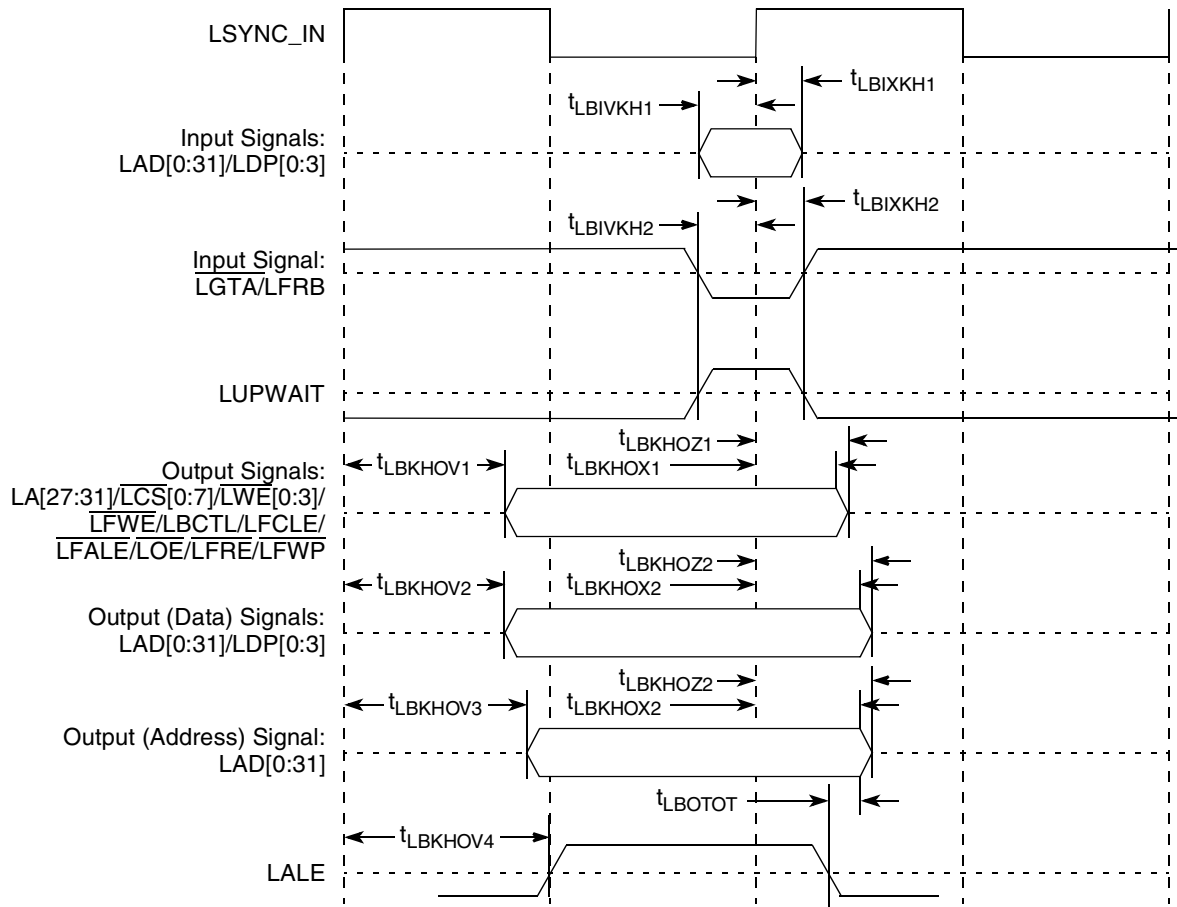 LSYNC_IN
tLBIXKH1
tLBIVKH1
Input Signals:
LAD[0:31]/LDP[0:3]
tLBIXKH2
tLBIVKH2
Input Signal:
LGTA/LFRB
LUPWAIT
tLBKHOZ1
tLBKHOV1
tLBKHOX1
Output Signals:
LA[27:31]/LCS[0:7]/LWE[0:3]/
LFWE/LBCTL/LFCLE/
LFALE/LOE/LFRE/LFWP
tLBKHOZ2
tLBKHOV2
tLBKHOX2
Output (Data) Signals:
LAD[0:31]/LDP[0:3]
tLBKHOZ2
tLBKHOV3
tLBKHOX2
Output (Address) Signal:
LAD[0:31]
tLBOTOT
tLBKHOV4
LALE